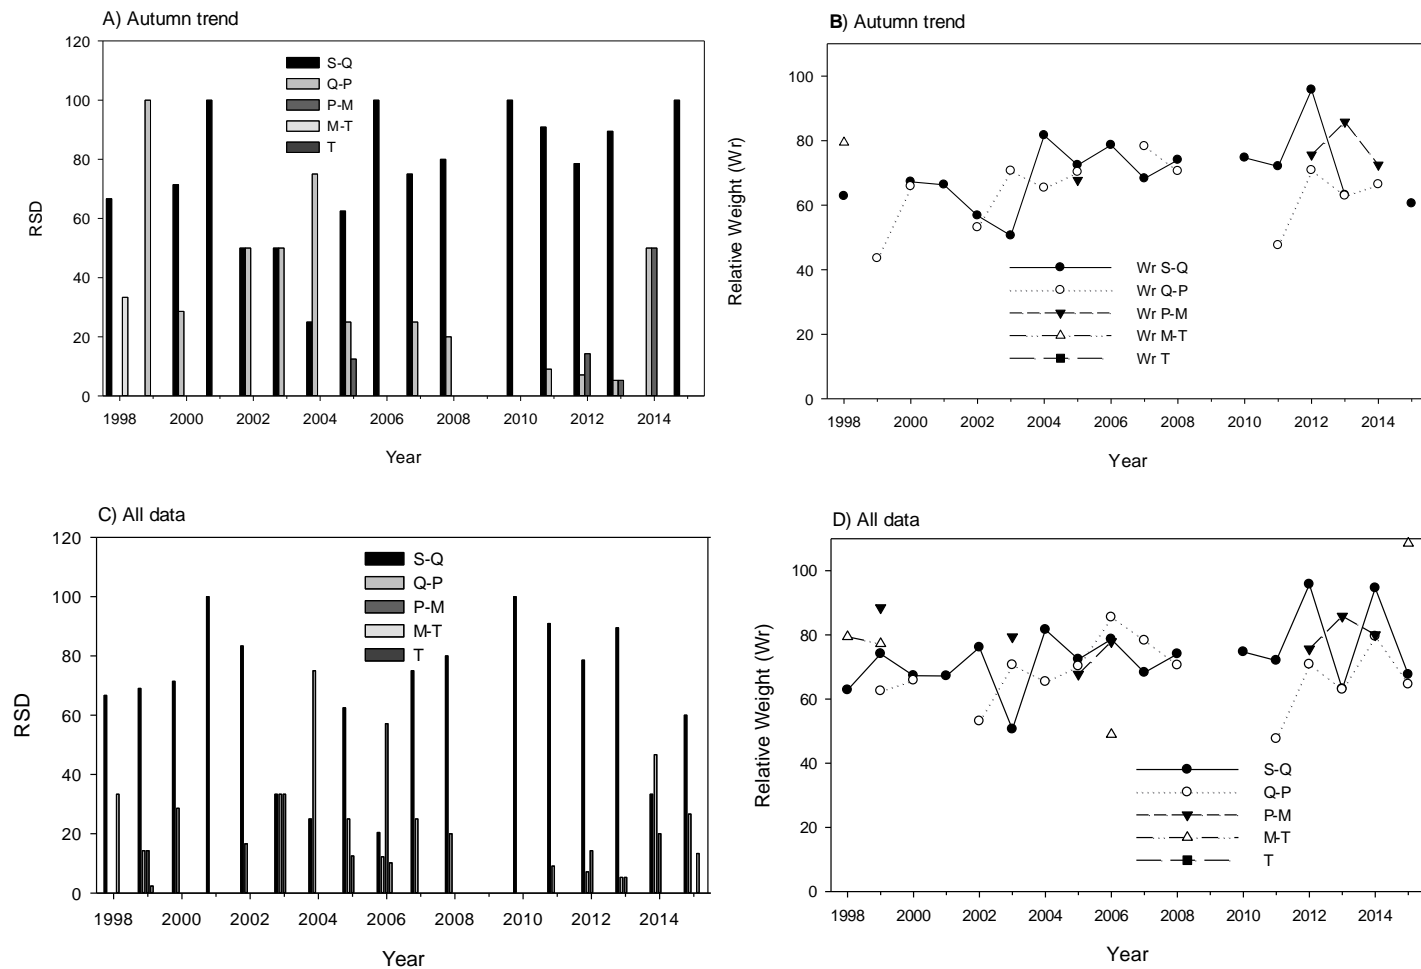 A) Autumn trend
120
100
80
60
40
20
0
RSD
S-Q
Q-P
P-M
M-T
T
1998 2000 2002 2004 2006 2008 2010 2012 2014
Year
B) Autumn trend
100
80
60
40
20
0
Relative Weight (Wr)
Wr S-Q
Wr Q-P
Wr P-M
Wr M-T
Wr T
1998 2000 2002 2004 2006 2008 2010 2012 2014
Year
C) All data
120
100
80
60
40
20
0
RSD
S-Q
Q-P
P-M
M-T
T
1998 2000 2002 2004 2006 2008 2010 2012 2014
Year
D) All data
100
80
60
40
20
0
Relative Weight (Wr)
S-Q
Q-P
P-M
M-T
T
1998 2000 2002 2004 2006 2008 2010 2012 2014
Year